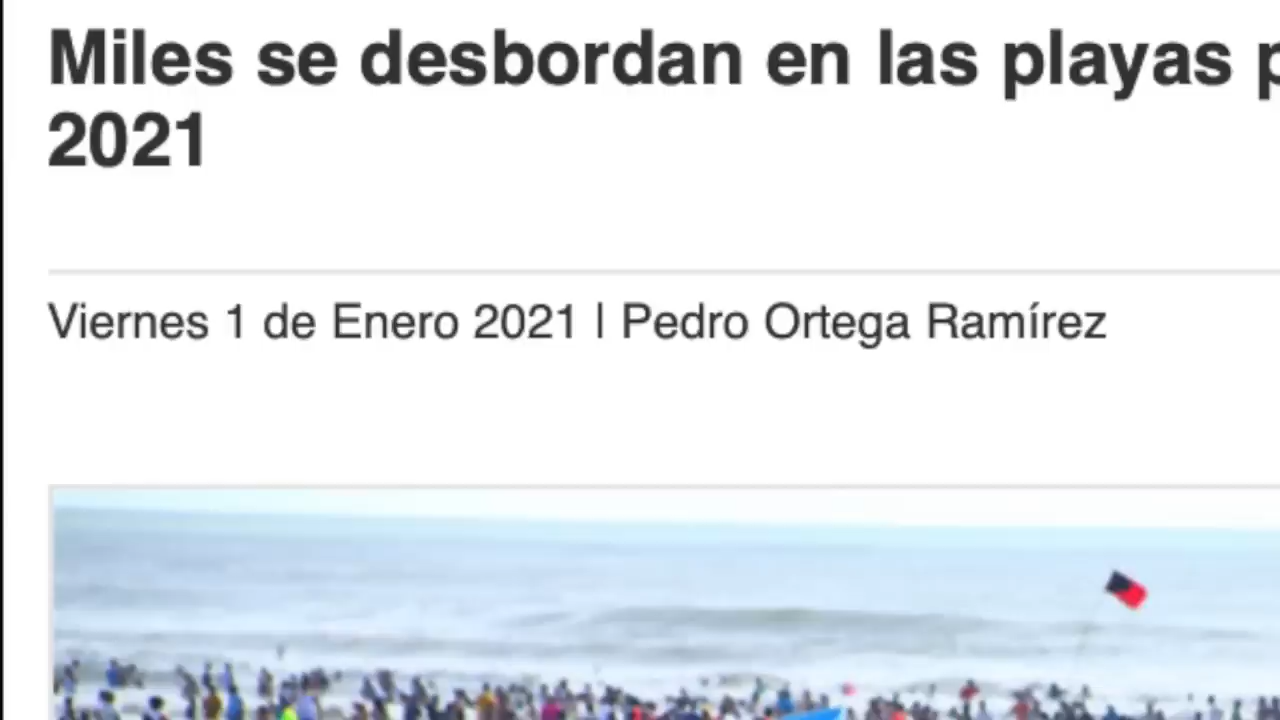 Miles se desbordan en las playas
2021
Viernes 1 de Enero 2021 | Pedro Ortega Ramírez